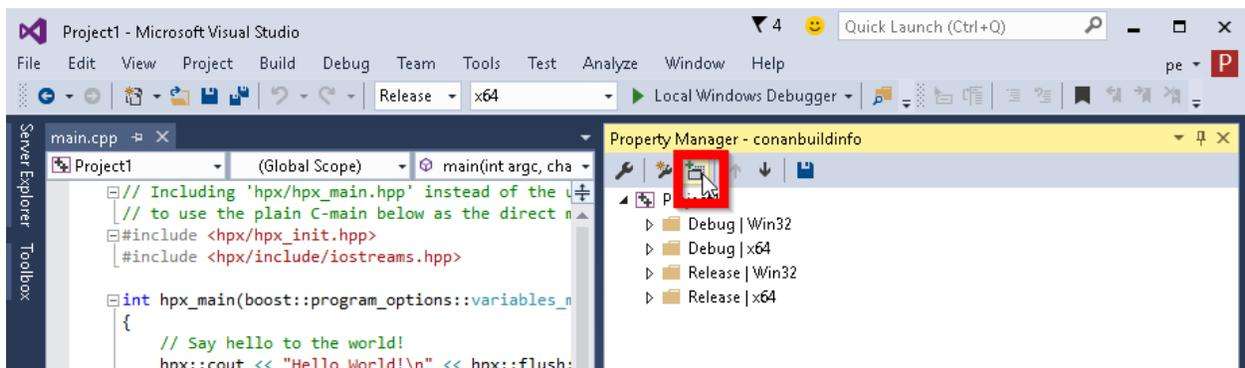 Project1 - Microsoft Visual Studio
4
Quick Launch (Ctrl+Q)
File Edit View Project Build Debug Team Tools Test Analyze Window Help
pe
P
Release
x64
Local Windows Debugger
Server Explorer
Toolbox
main.cpp
Project1
(Global Scope)
main(int argc, cha
// Including 'hpx/hpx_main.hpp' instead of the u
// to use the plain C-main below as the direct m
#include <hpx/hpx_init.hpp>
#include <hpx/include/iostreams.hpp>
int hpx_main(boost::program_options::variables_m
{
// Say hello to the world!
hpx::cout << "Hello World!\n" << hpx::flush;
Property Manager - conanbuildinfo
Debug | Win32
Debug | x64
Release | Win32
Release | x64